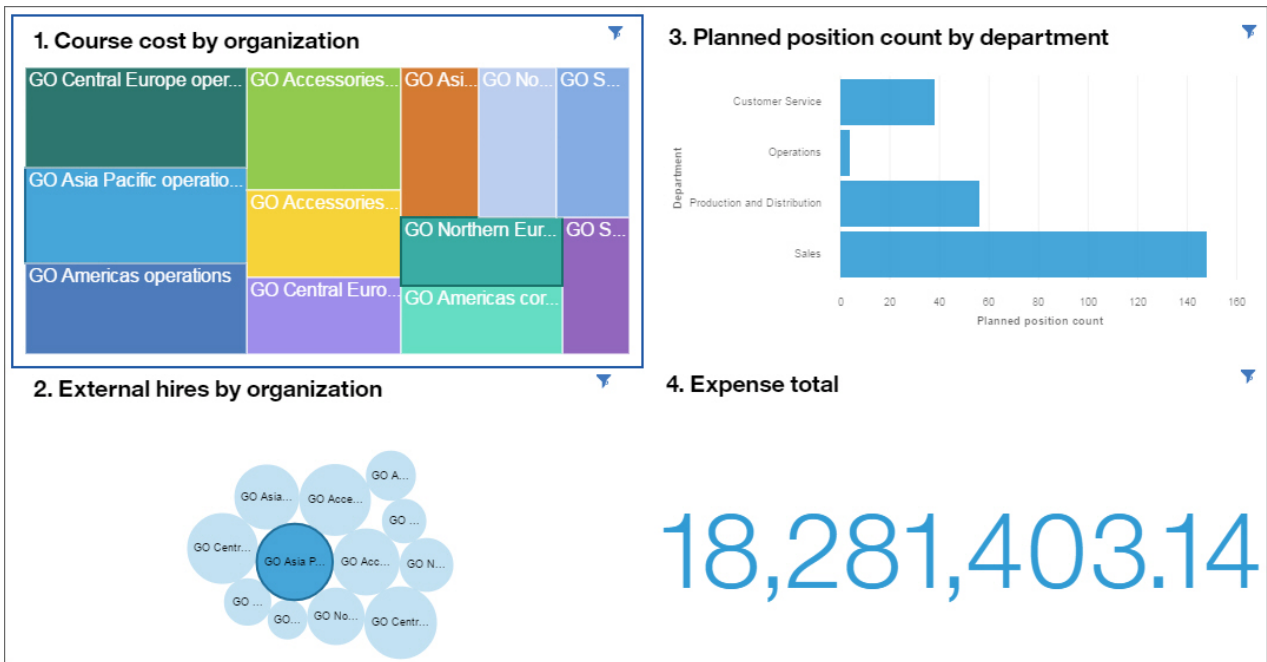 1. Course cost by organization
GO Central Europe oper...
GO Accessories...
GO Asi...
GO No...
GO S...
GO Asia Pacific operatio...
GO Accessories...
GO Northern Eur...
GO S...
GO Americas operations
GO Central Euro...
GO Americas cor...
2. External hires by organization
GO A...
GO Asia...
GO Acce...
GO ...
GO Centr...
GO Asia P...
GO Acc...
GO N...
GO ...
GO...
GO No...
GO Centr...
3. Planned position count by department
Department
Customer Service
Operations
Production and Distribution
Sales
0 20 40 60 80 100 120 140 160
Planned position count
4. Expense total
18,281,403.14